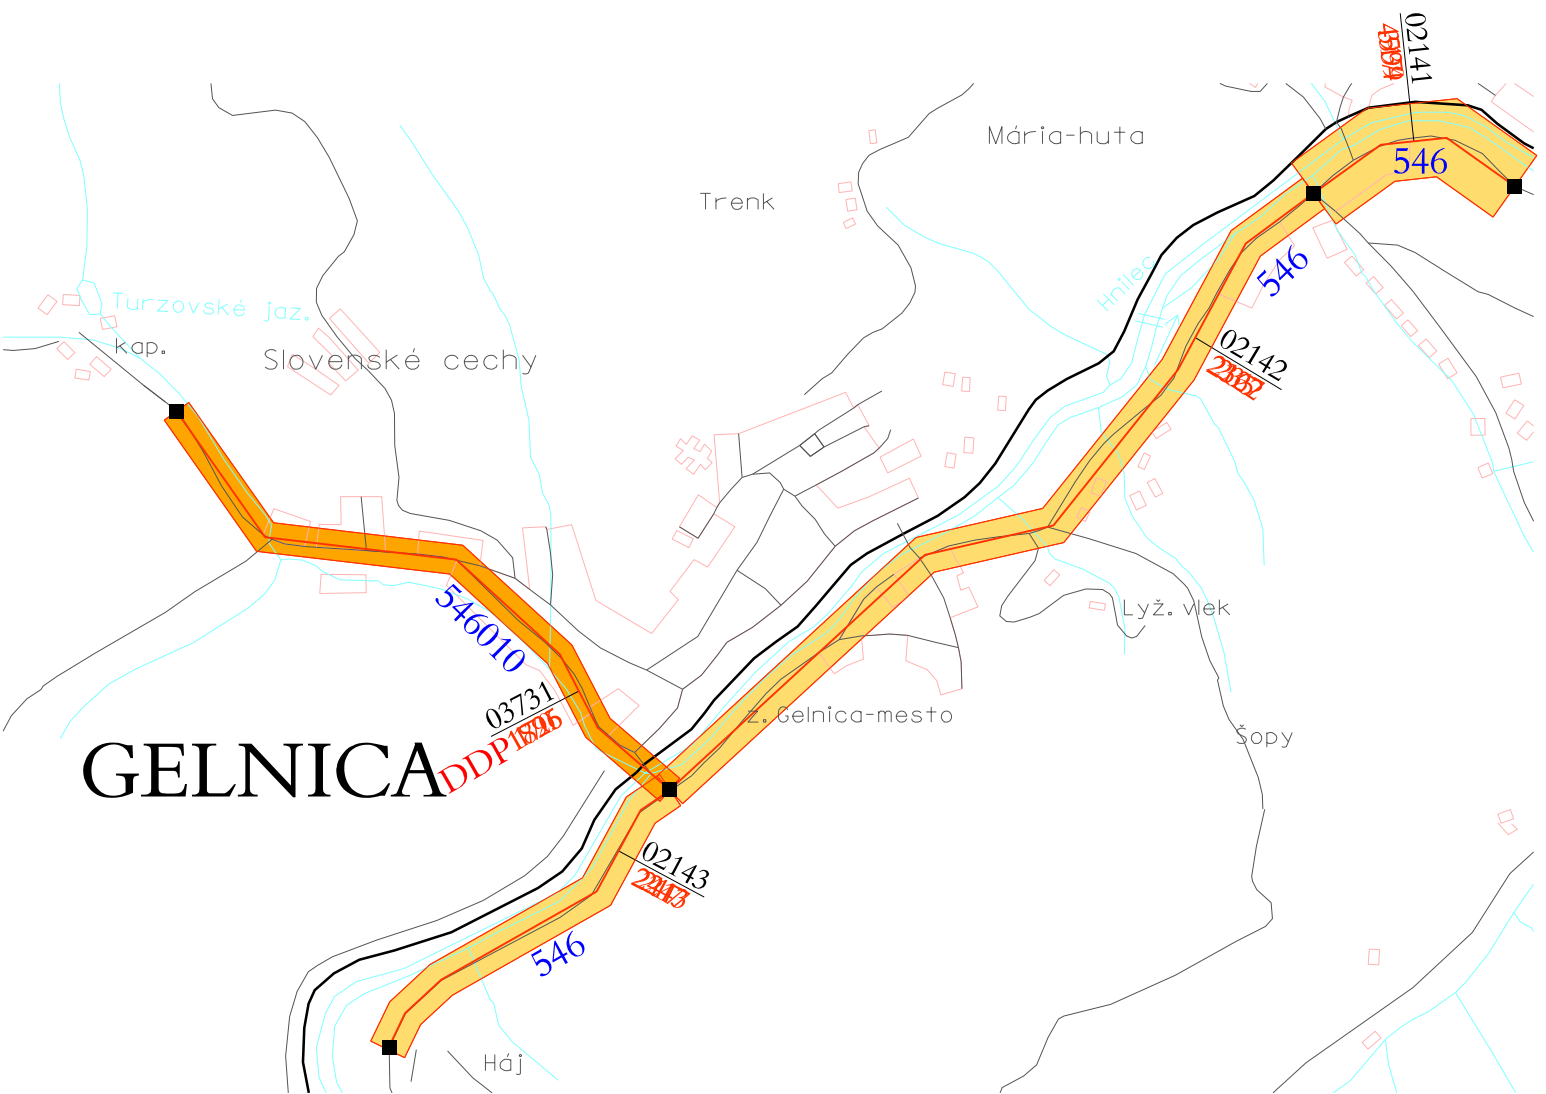 02141
Mária-huta
546
Trenk
546
Hnilec
Turzovské jaz.
kap.
Slovenské cechy
02142
546010
Lyž. vlek
03731
ž. Gelnica-mesto
Šopy
GELNICA
02143
546
Háj